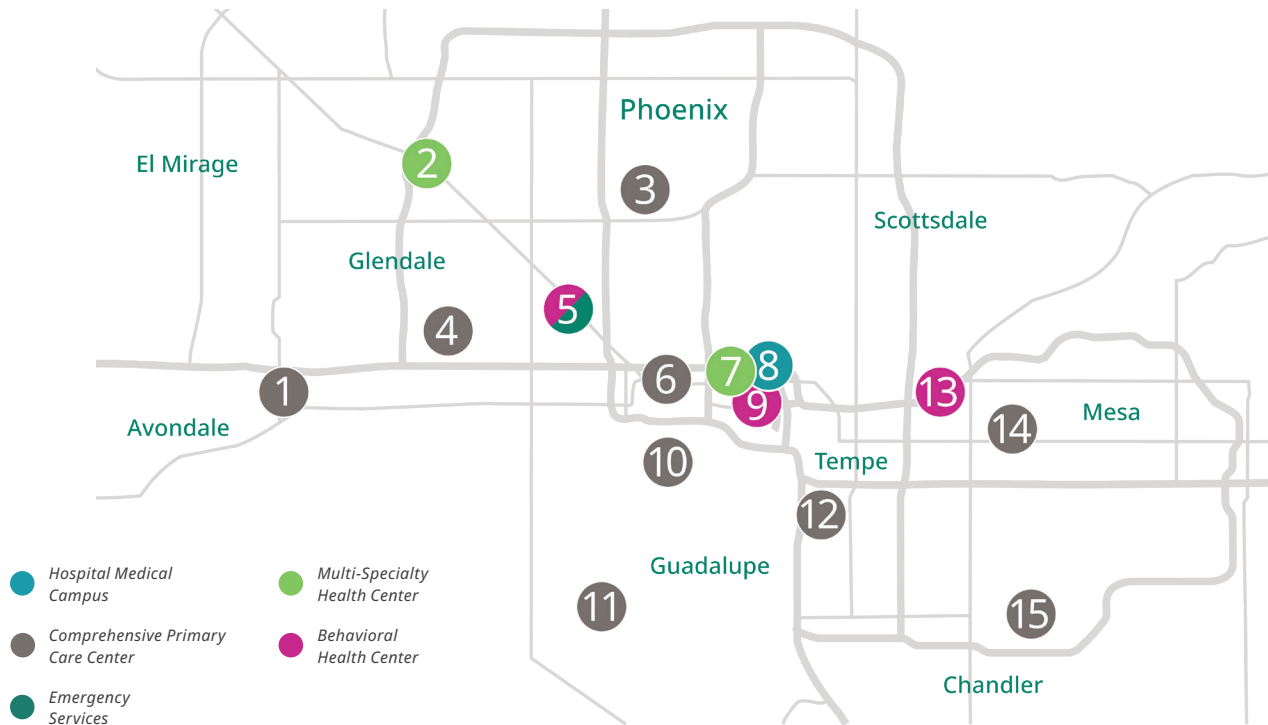 Phoenix
El Mirage
2
3
Scottsdale
Glendale
5
4
8
7
6
1
13
9
Mesa
Avondale
14
10
Tempe
12
Guadalupe
11
15
Chandler
Hospital Medical
Campus
Multi-Specialty
Health Center
Comprehensive Primary
Care Center
Behavioral
Health Center
Emergency
Services